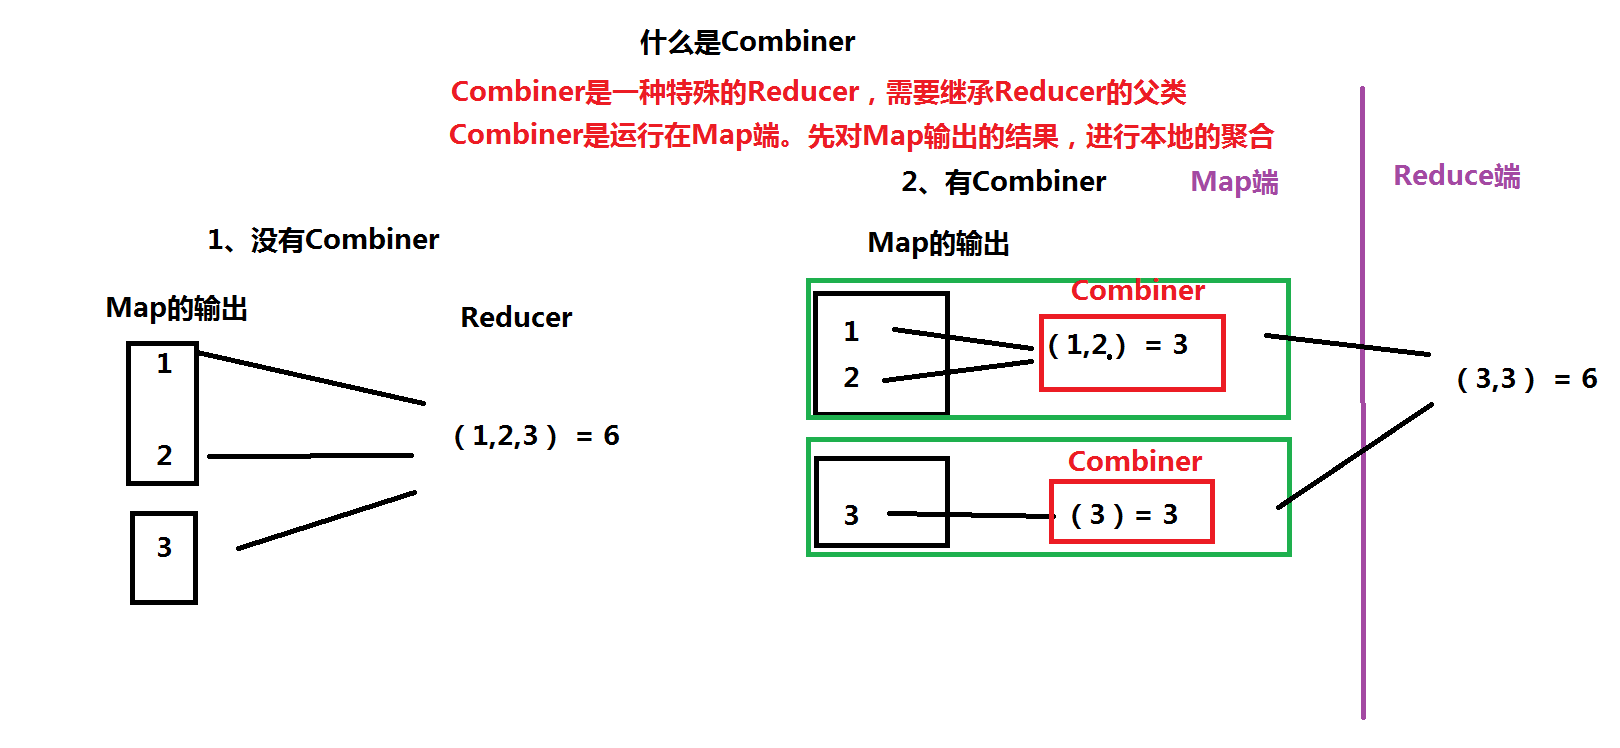 什么是Combiner
Combiner是一种特殊的Reducer，需要继承Reducer的父类
Combiner是运行在Map端。先对Map输出的结果，进行本地的聚合
1、没有Combiner
Map的输出
Reducer
1
2
3
（1,2,3） = 6
2、有Combiner
Map端
Reduce端
Map的输出
Combiner
1
2
（1,2,） = 3
Combiner
3
（3）= 3
（3,3） = 6